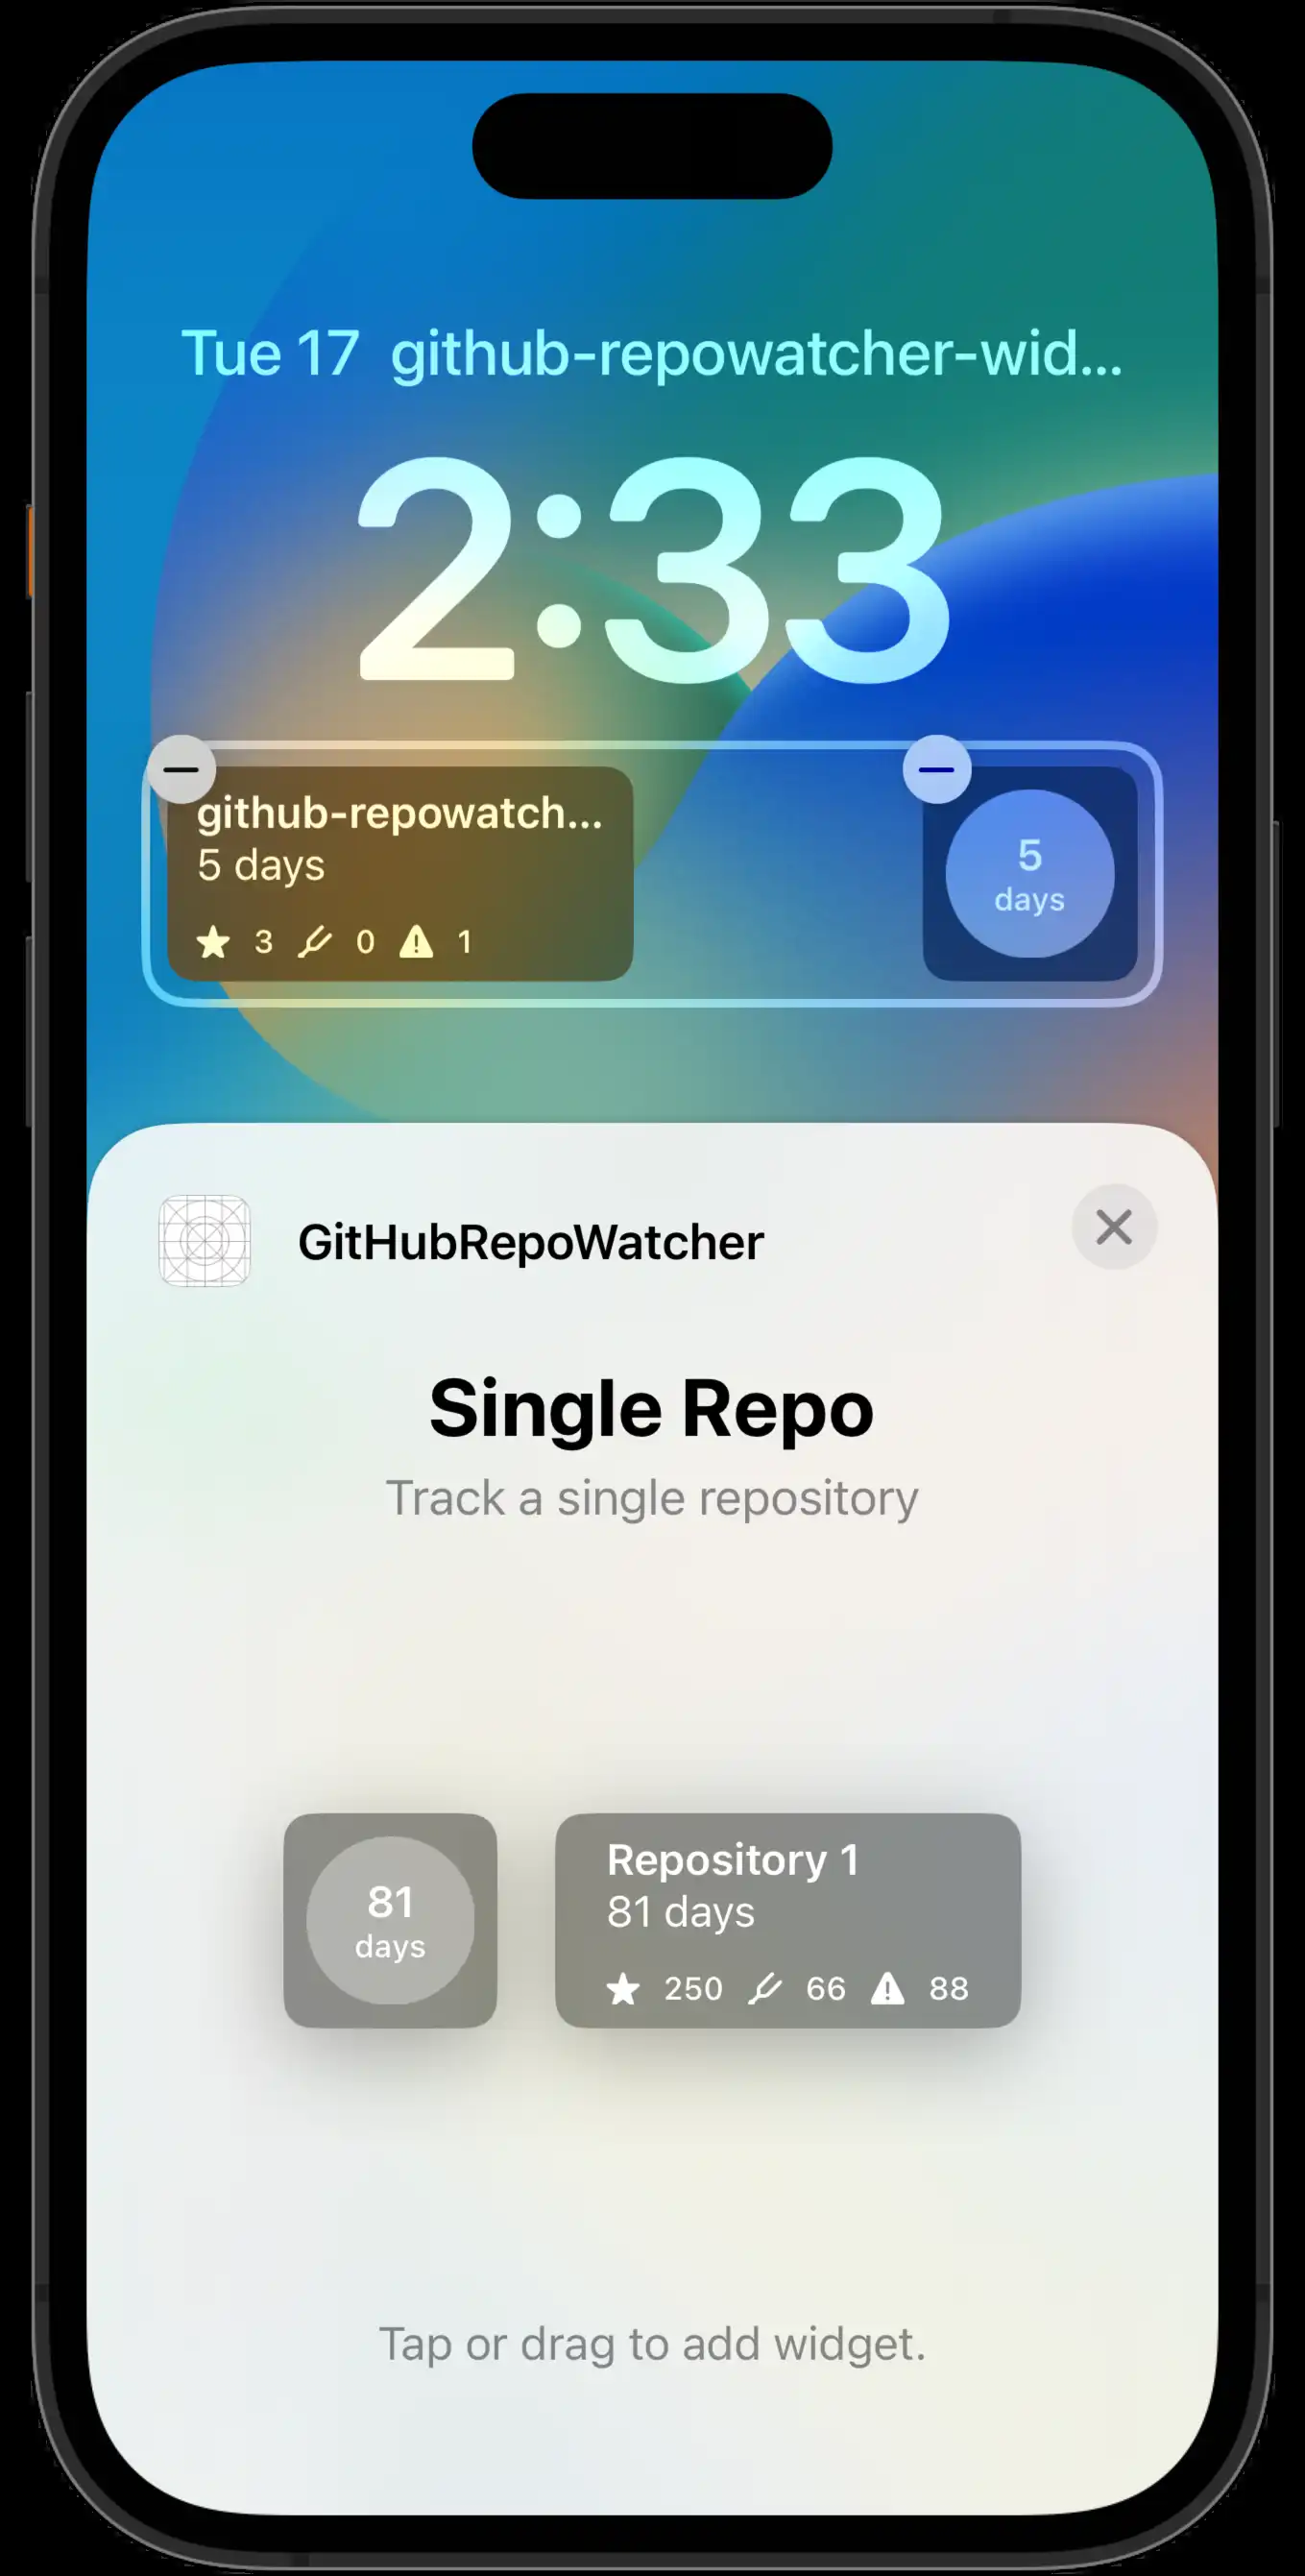 Tue 17 github-repowatcher-wid...
2:33
github-repowatch...
5 days
3 0 1
5
days
GitHubRepoWatcher
Single Repo
Track a single repository
81
days
Repository 1
81 days
250 66 88
Tap or drag to add widget.